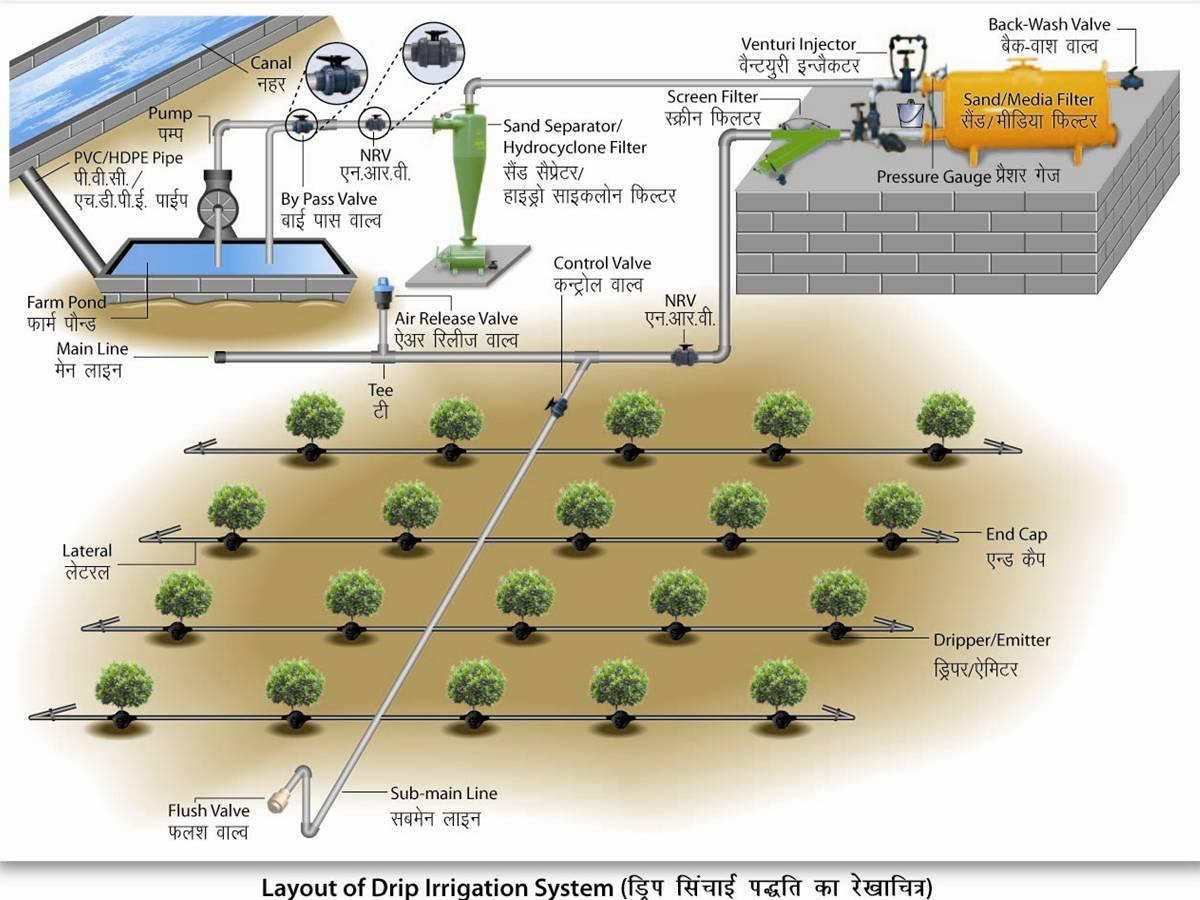 Canal
नहर
Pump
पम्प
PVC/HDPE Pipe
पी.वी.सी./
एच.डी.पी.ई. पाईप
NRV
एन.आर.वी.
By Pass Valve
बाई पास वाल्व
Sand Separator/
Hydrocyclone Filter
सैंड सैप्रेटर/
हाइड्रो साइकलोन फिल्टर
Venturi Injector
वैन्टयुरी इन्जैकटर
Back-Wash Valve
बैक-वाश वाल्व
Screen Filter
स्क्रीन फिलटर
Sand/Media Filter
सैंड/मीडिया फिल्टर
Pressure Gauge प्रैशर गेज
Farm Pond
फार्म पौन्ड
Air Release Valve
ऐअर रिलीज वाल्व
Control Valve
कन्ट्रोल वाल्व
NRV
एन.आर.वी.
Main Line
मेन लाइन
Tee
टी
Lateral
लेटरल
End Cap
एन्ड कैप
Dripper/Emitter
ड्रिपर/ऐमिटर
Sub-main Line
सबमेन लाइन
Flush Valve
फलश वाल्व
Layout of Drip Irrigation System (ड्रिप सिंचाई पद्धति का रेखाचित्र)